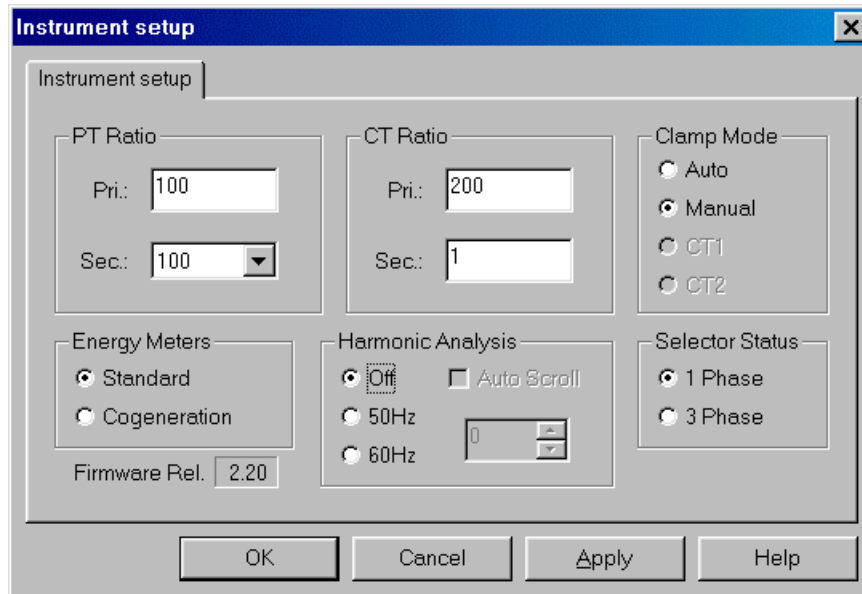 Instrument setup
Instrument setup
PT Ratio
Pri.: 100
Sec.: 100
CT Ratio
Pri.: 200
Sec.: 1
Clamp Mode
Auto
Manual
CT1
CT2
Energy Meters
Standard
Cogeneration
Harmonic Analysis
Off Auto Scroll
50Hz 0
60Hz
Selector Status
1 Phase
3 Phase
Firmware Rel. 2.20
OK Cancel Apply Help